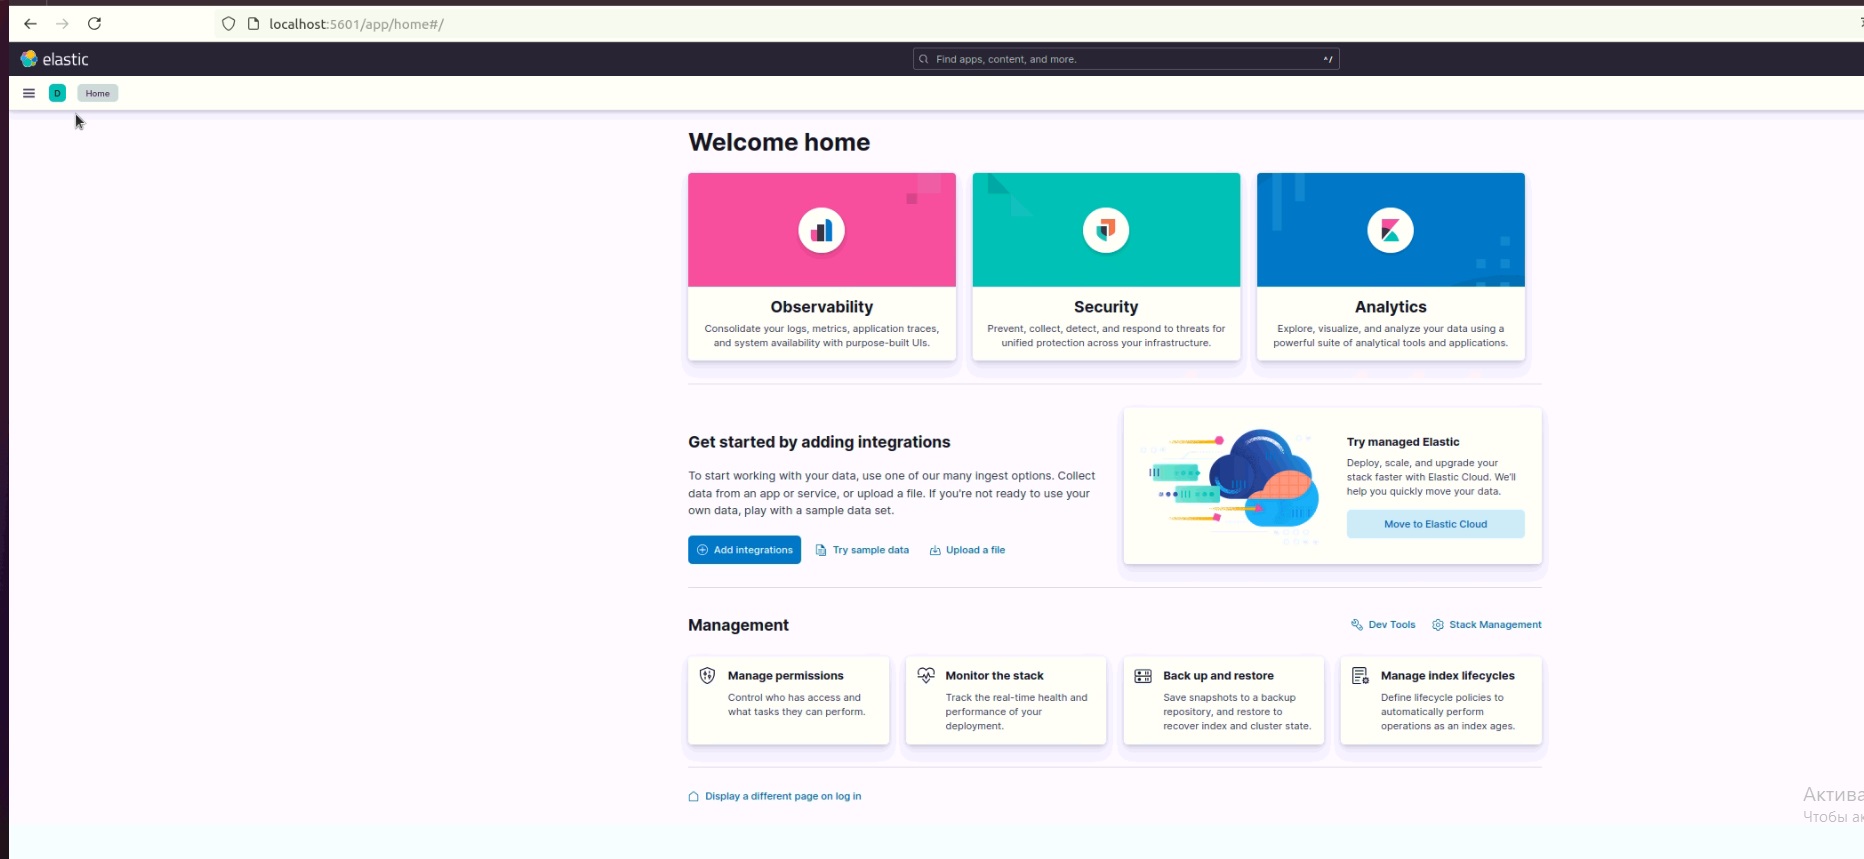 localhost:5601/app/home#/
elastic
Find apps, content, and more.
^/
D
Home
Welcome home
Observability
Consolidate your logs, metrics, application traces,
and system availability with purpose-built UIs.
Security
Prevent, collect, detect, and respond to threats for
unified protection across your infrastructure.
Analytics
Explore, visualize, and analyze your data using a
powerful suite of analytical tools and applications.
Get started by adding integrations
To start working with your data, use one of our many ingest options. Collect
data from an app or service, or upload a file. If you're not ready to use your
own data, play with a sample data set.
Add integrations
Try sample data
Upload a file
Try managed Elastic
Deploy, scale, and upgrade your
stack faster with Elastic Cloud. We'll
help you quickly move your data.
Move to Elastic Cloud
Management
Dev Tools
Stack Management
Manage permissions
Control who has access and
what tasks they can perform.
Monitor the stack
Track the real-time health and
performance of your
deployment.
Back up and restore
Save snapshots to a backup
repository, and restore to
recover index and cluster state.
Manage index lifecycles
Define lifecycle policies to
automatically perform
operations as an index ages.
Display a different page on log in
Актива
Чтобы ак